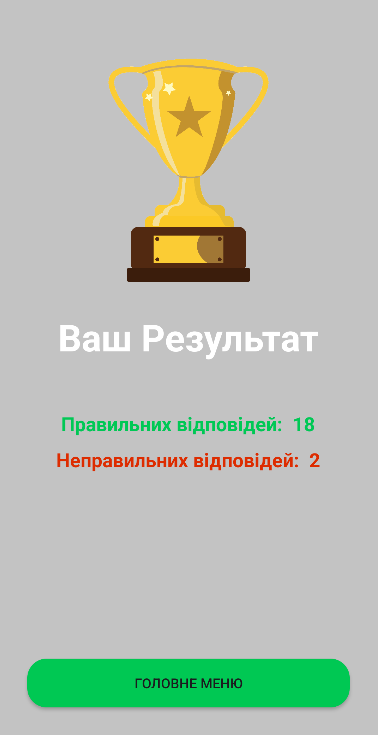 Ваш Результат
Правильних відповідей: 18
Неправильних відповідей: 2
ГОЛОВНЕ МЕНЮ